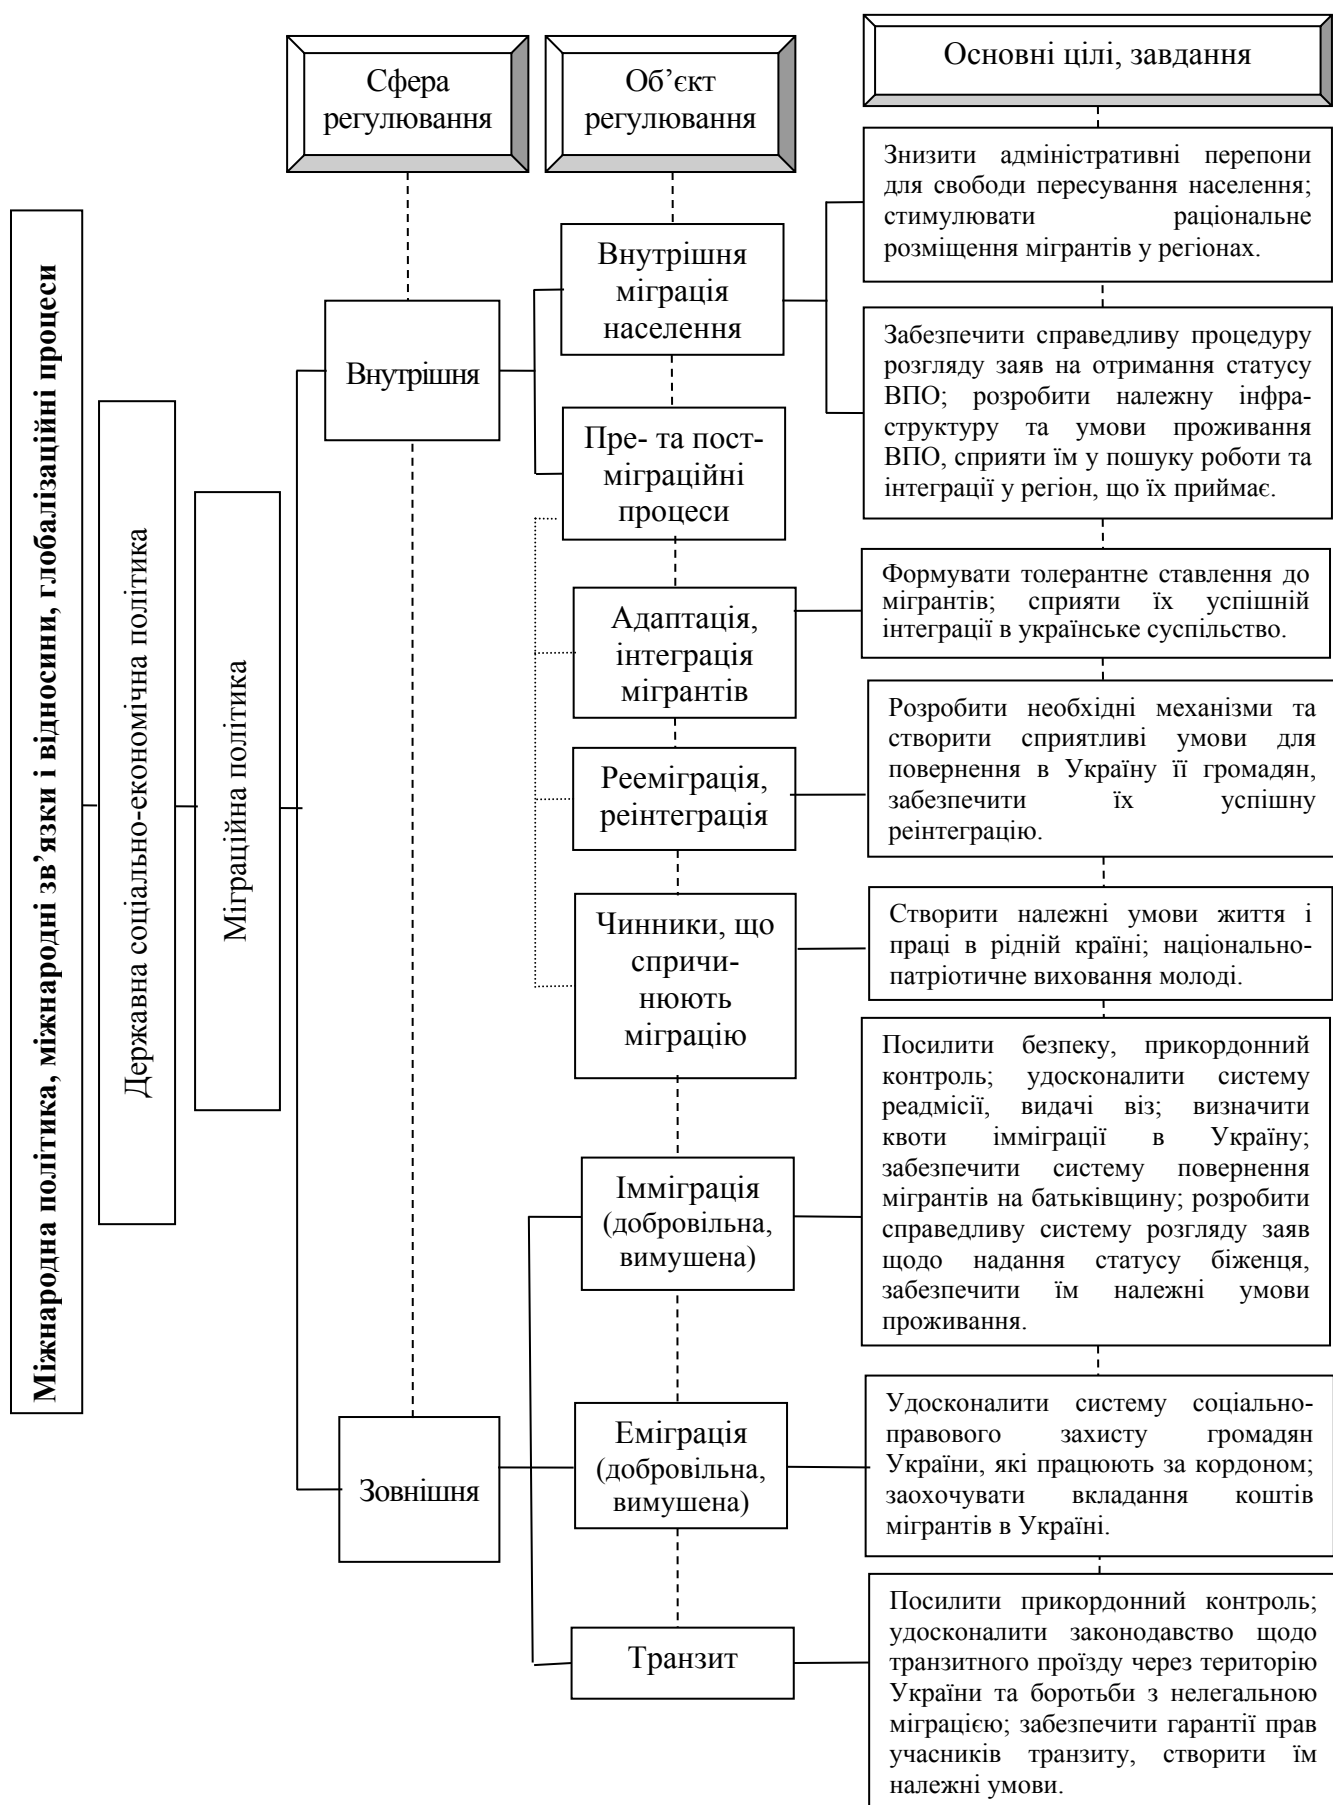 Міжнародна політика, міжнародні зв’язки і відносини, глобалізаційні процеси
Державна соціально-економічна політика
Міграційна політика
Сфера
регулювання
Об’єкт
регулювання
Основні цілі, завдання
Внутрішня
Внутрішня
міграція
населення
Знизити адміністративні перепони
для свободи пересування населення;
стимулювати раціональне
розміщення мігрантів у регіонах.
Забезпечити справедливу процедуру
розгляду заяв на отримання статусу
ВПО; розробити належну інфра-
структуру та умови проживання
ВПО, сприяти їм у пошуку роботи та
інтеграції у регіон, що їх приймає.
Пре- та пост-
міграційні
процеси
Адаптація,
інтеграція
мігрантів
Формувати толерантне ставлення до
мігрантів; сприяти їх успішній
інтеграції в українське суспільство.
Рееміграція,
реінтеграція
Розробити необхідні механізми та
створити сприятливі умови для
повернення в Україну її громадян,
забезпечити їх успішну
реінтеграцію.
Чинники, що
спричи-
нюють
міграцію
Створити належні умови життя і
праці в рідній країні; національно-
патріотичне виховання молоді.
Зовнішня
Імміграція
(добровільна,
вимушена)
Посилити безпеку, прикордонний
контроль; удосконалити систему
реадмісії, видачі віз; визначити
квоти імміграції в Україну;
забезпечити систему повернення
мігрантів на батьківщину; розробити
справедливу систему розгляду заяв
щодо надання статусу біженця,
забезпечити їм належні умови
проживання.
Еміграція
(добровільна,
вимушена)
Удосконалити систему соціально-
правового захисту громадян
України, які працюють за кордоном;
заохочувати вкладання коштів
мігрантів в Україні.
Транзит
Посилити прикордонний контроль;
удосконалити законодавство щодо
транзитного проїзду через територію
України та боротьби з нелегальною
міграцією; забезпечити гарантії прав
учасників транзиту, створити їм
належні умови.